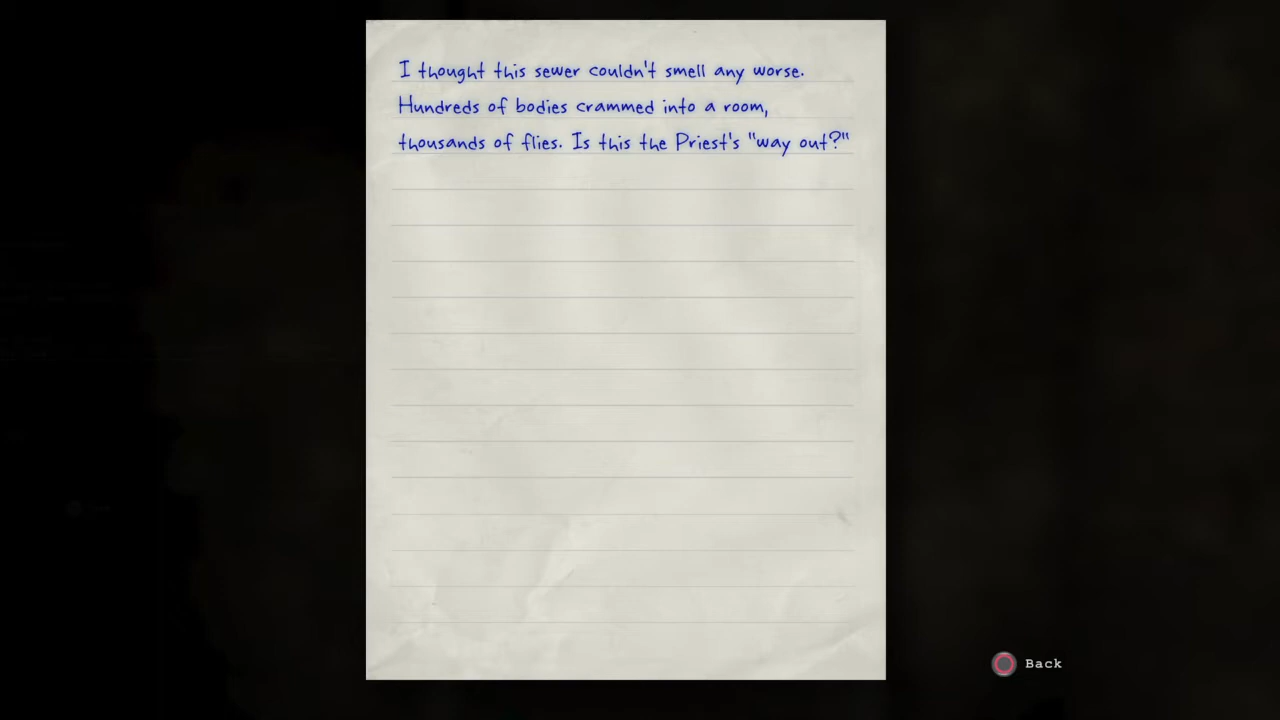 I thought this sewer couldn't smell any worse.
Hundreds of bodies crammed into a room,
thousands of flies. Is this the Priest's "way out?"
Back